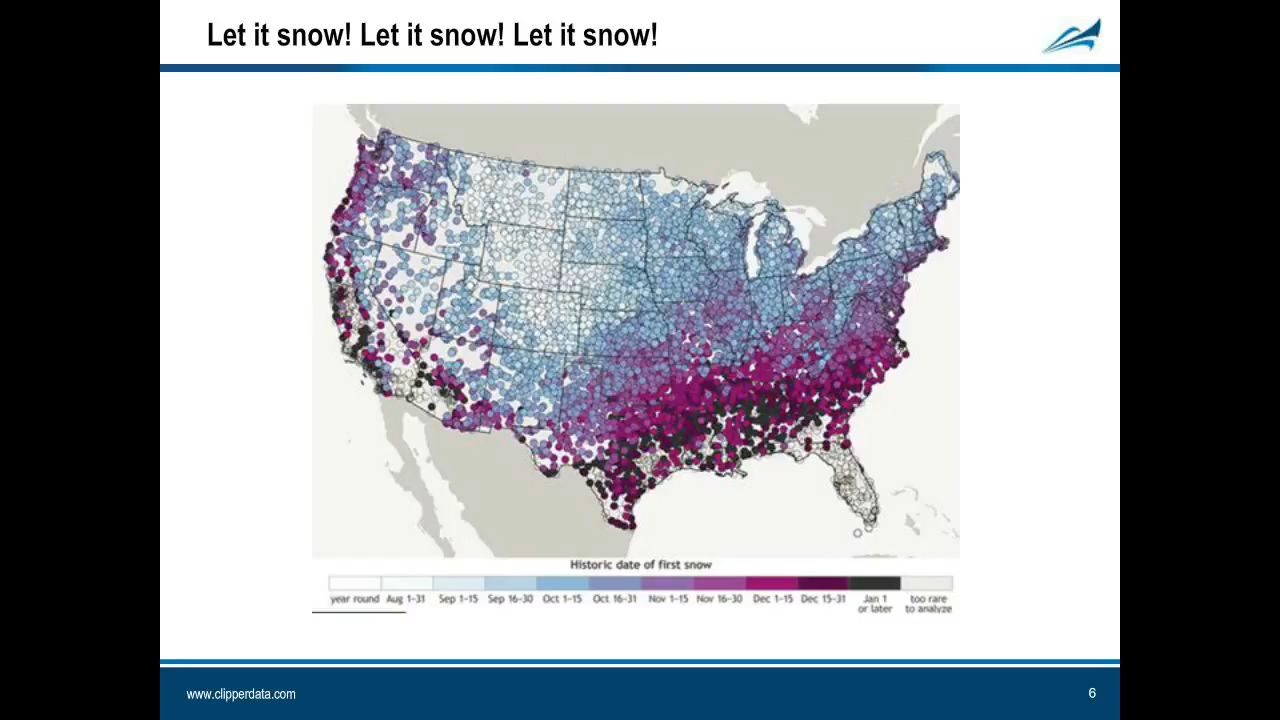 Let it snow! Let it snow! Let it snow!
Historic date of first snow
year round Aug 1-31 Sep 1-15 Sep 16-30 Oct 1-15 Oct 16-31 Nov 1-15 Nov 16-30 Dec 1-15 Dec 15-31 Jan 1 too rare
or later to analyze
www.clipperdata.com 6